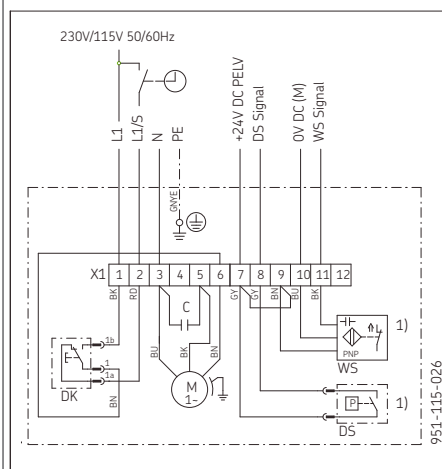 230V/115V 50/60Hz
L1
L1/S
N
PE
+24V DC PELV
DS Signal
0V DC (M)
WS Signal
GNYE
X1 1 2 3 4 5 6 7 8 9 10 11 12
BK
RD
GY
GY
BN
BU
BK
C
BU
BK
BN
1b
1
1a
DK
BN
M
1~
PNP
WS
1)
P
DS
1)
951-115-026